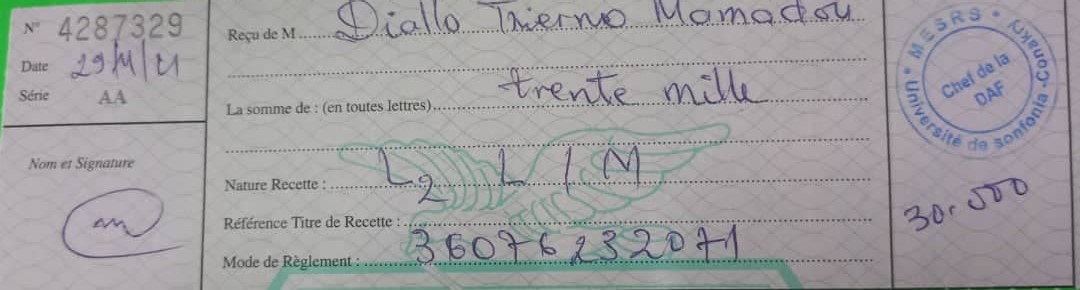 N° 4287329
Date 29/11/21
Série AA
Nom et Signature
Reçu de M ..... Diallo Thierno Mamadou
La somme de : (en toutes lettres) ..... trente mille
Nature Recette : ..... L2 L / M
Référence Titre de Recette : .....
Mode de Règlement : ..... 36076232071
* MESRS *
Université de sonfonia -Conakry
Chef de la
DAF
30.500